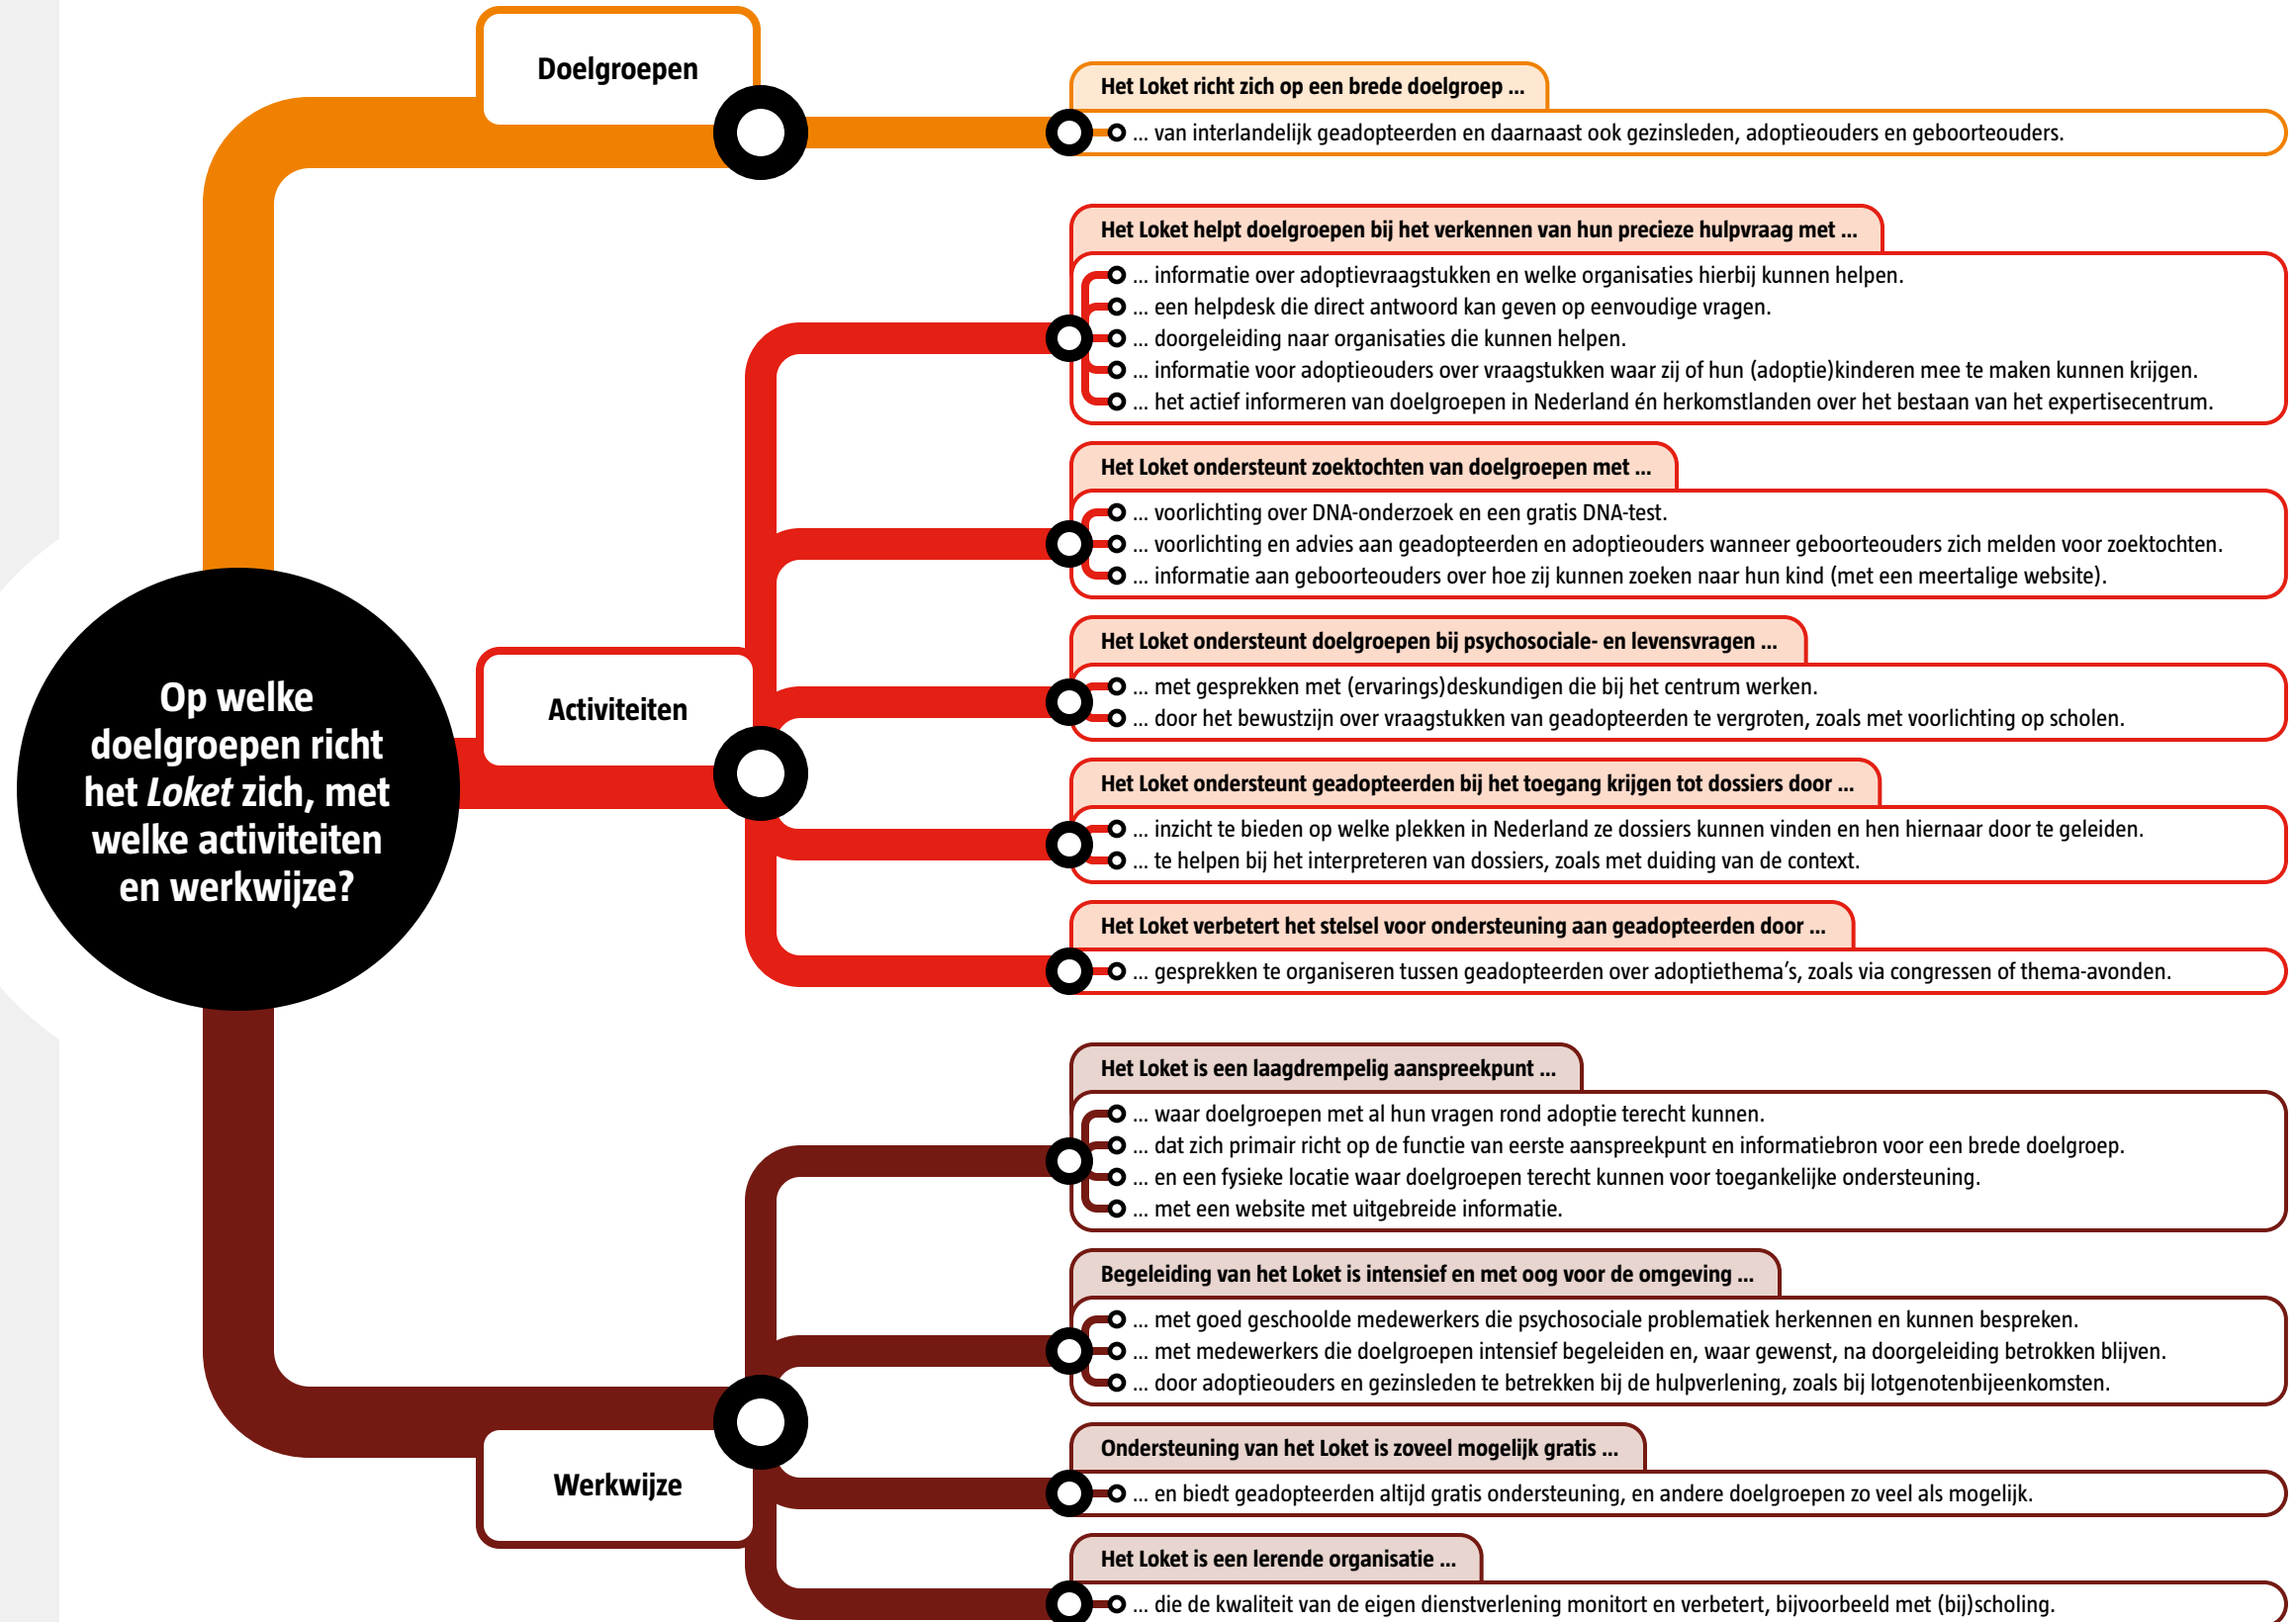 Op welke
doelgroepen richt
het Loket zich, met
welke activiteiten
en werkwijze?
Doelgroepen
Het Loket richt zich op een brede doelgroep ...
... van interlandelijk geadopteerden en daarnaast ook gezinsleden, adoptieouders en geboorteouders.
Activiteiten
Het Loket helpt doelgroepen bij het verkennen van hun precieze hulpvraag met ...
... informatie over adoptievraagstukken en welke organisaties hierbij kunnen helpen.
... een helpdesk die direct antwoord kan geven op eenvoudige vragen.
... doorgeleiding naar organisaties die kunnen helpen.
... informatie voor adoptieouders over vraagstukken waar zij of hun (adoptie)kinderen mee te maken kunnen krijgen.
... het actief informeren van doelgroepen in Nederland én herkomstlanden over het bestaan van het expertisecentrum.
Het Loket ondersteunt zoektochten van doelgroepen met ...
... voorlichting over DNA-onderzoek en een gratis DNA-test.
... voorlichting en advies aan geadopteerden en adoptieouders wanneer geboorteouders zich melden voor zoektochten.
... informatie aan geboorteouders over hoe zij kunnen zoeken naar hun kind (met een meertalige website).
Het Loket ondersteunt doelgroepen bij psychosociale- en levensvragen ...
... met gesprekken met (ervarings)deskundigen die bij het centrum werken.
... door het bewustzijn over vraagstukken van geadopteerden te vergroten, zoals met voorlichting op scholen.
Het Loket ondersteunt geadopteerden bij het toegang krijgen tot dossiers door ...
... inzicht te bieden op welke plekken in Nederland ze dossiers kunnen vinden en hen hiernaar door te geleiden.
... te helpen bij het interpreteren van dossiers, zoals met duiding van de context.
Het Loket verbetert het stelsel voor ondersteuning aan geadopteerden door ...
... gesprekken te organiseren tussen geadopteerden over adoptiethema's, zoals via congressen of thema-avonden.
Werkwijze
Het Loket is een laagdrempelig aanspreekpunt ...
... waar doelgroepen met al hun vragen rond adoptie terecht kunnen.
... dat zich primair richt op de functie van eerste aanspreekpunt en informatiebron voor een brede doelgroep.
... en een fysieke locatie waar doelgroepen terecht kunnen voor toegankelijke ondersteuning.
... met een website met uitgebreide informatie.
Begeleiding van het Loket is intensief en met oog voor de omgeving ...
... met goed geschoolde medewerkers die psychosociale problematiek herkennen en kunnen bespreken.
... met medewerkers die doelgroepen intensief begeleiden en, waar gewenst, na doorgeleiding betrokken blijven.
... door adoptieouders en gezinsleden te betrekken bij de hulpverlening, zoals bij lotgenotenbijeenkomsten.
Ondersteuning van het Loket is zoveel mogelijk gratis ...
... en biedt geadopteerden altijd gratis ondersteuning, en andere doelgroepen zo veel als mogelijk.
Het Loket is een lerende organisatie ...
... die de kwaliteit van de eigen dienstverlening monitort en verbetert, bijvoorbeeld met (bij)scholing.